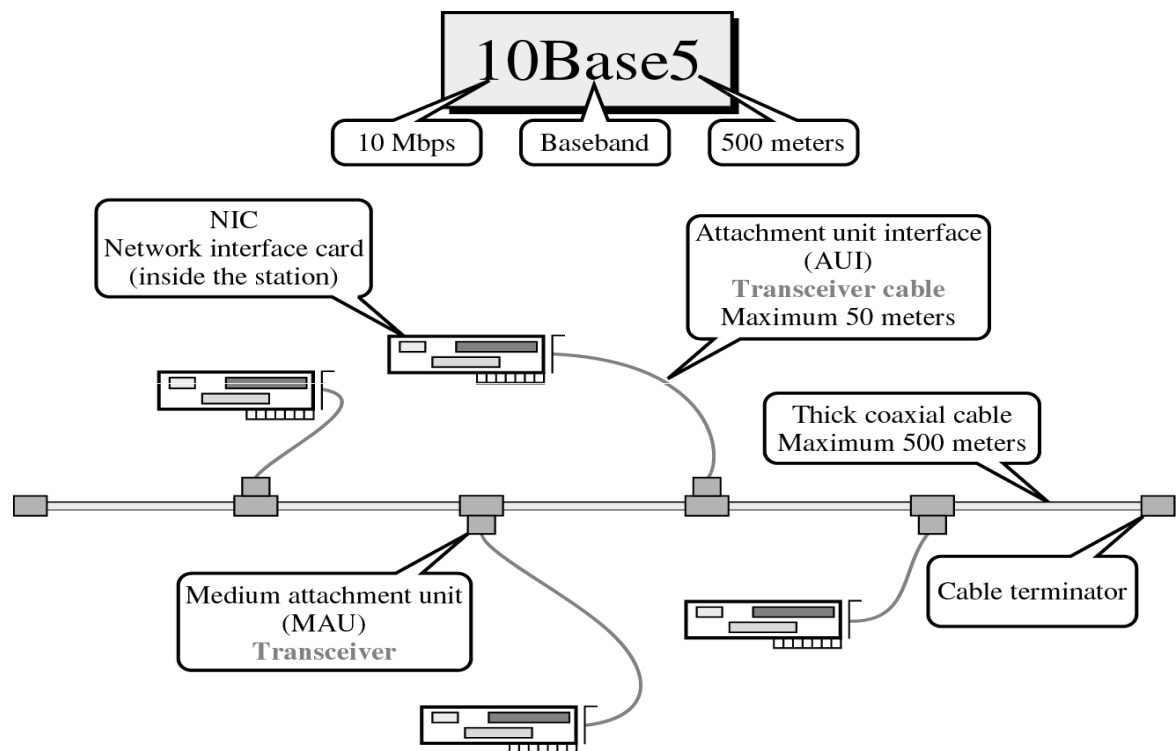 10Base5
10 Mbps
Baseband
500 meters
NIC
Network interface card
(inside the station)
Attachment unit interface
(AUI)
Transceiver cable
Maximum 50 meters
Thick coaxial cable
Maximum 500 meters
Medium attachment unit
(MAU)
Transceiver
Cable terminator